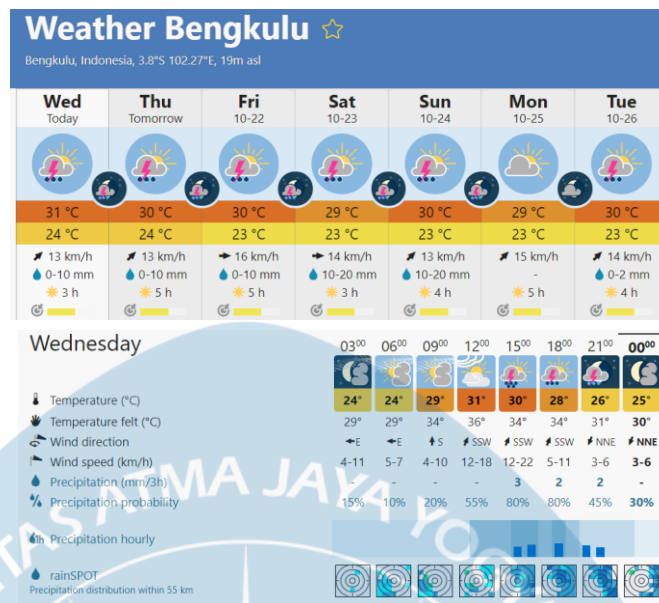 Weather Bengkulu
Bengkulu, Indonesia, 3.8°S 102.27°E, 19m asl
Wed Thu Fri Sat Sun Mon Tue
Today Tomorrow 10-22 10-23 10-24 10-25 10-26
31 °C 30 °C 30 °C 29 °C 30 °C 29 °C 30 °C
24 °C 24 °C 23 °C 23 °C 23 °C 23 °C 23 °C
13 km/h 13 km/h 16 km/h 14 km/h 13 km/h 15 km/h 14 km/h
0-10 mm 0-10 mm 0-10 mm 10-20 mm 10-20 mm - 0-2 mm
3 h 5 h 5 h 3 h 4 h 5 h 4 h
Wednesday 03⁰⁰ 06⁰⁰ 09⁰⁰ 12⁰⁰ 15⁰⁰ 18⁰⁰ 21⁰⁰ 00⁰⁰
Temperature (°C) 24° 24° 29° 31° 30° 28° 26° 25°
Temperature felt (°C) 29° 29° 34° 36° 34° 34° 31° 30°
Wind direction E E S SSW SSW SSW NNE NNE
Wind speed (km/h) 4-11 5-7 4-10 12-18 12-22 5-11 3-6 3-6
Precipitation (mm/3h) - - - - 3 2 2 -
Precipitation probability 15% 10% 20% 55% 80% 80% 45% 30%
1h Precipitation hourly
rainSPOT
Precipitation distribution within 55 km
TAS ATMA JAYA YOG